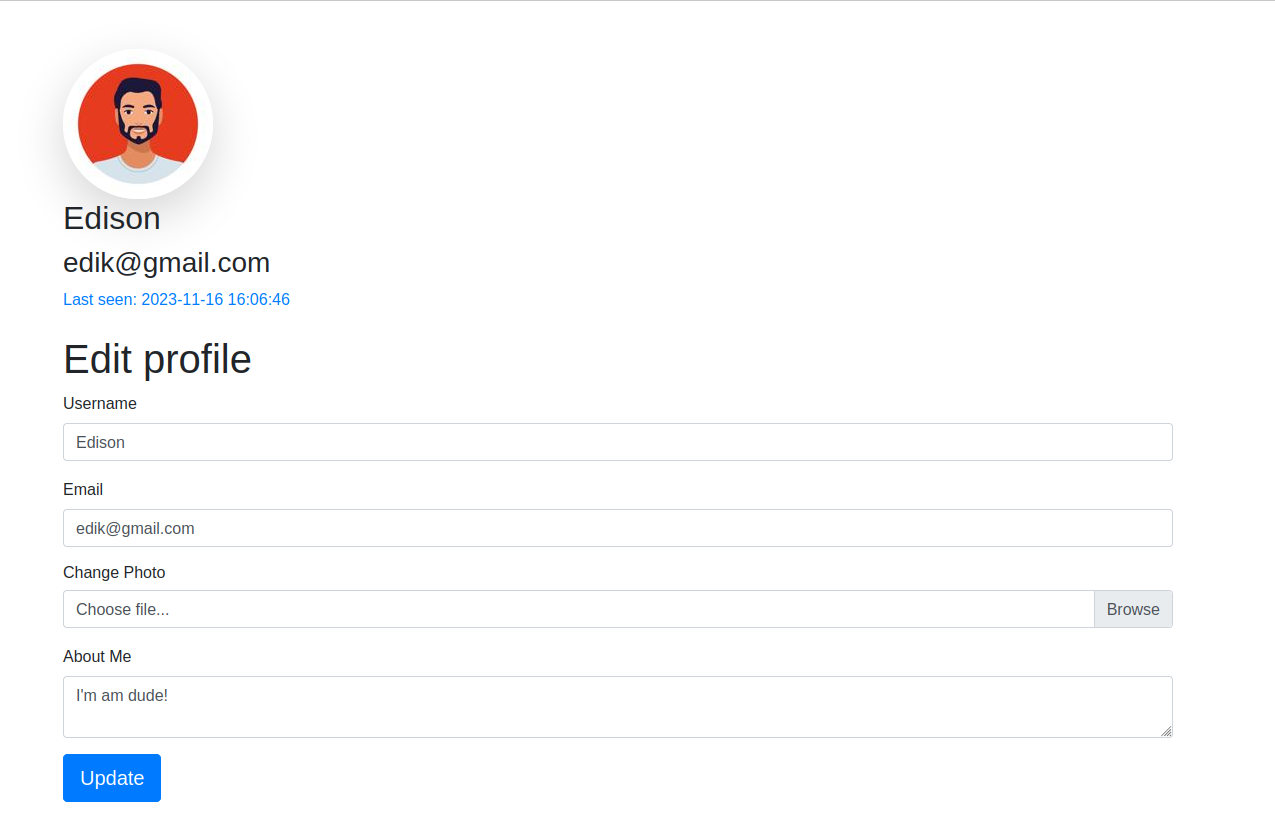 Edison
edik@gmail.com
Last seen: 2023-11-16 16:06:46
Edit profile
Username
Edison
Email
edik@gmail.com
Change Photo
Choose file...
Browse
About Me
I'm am dude!
Update